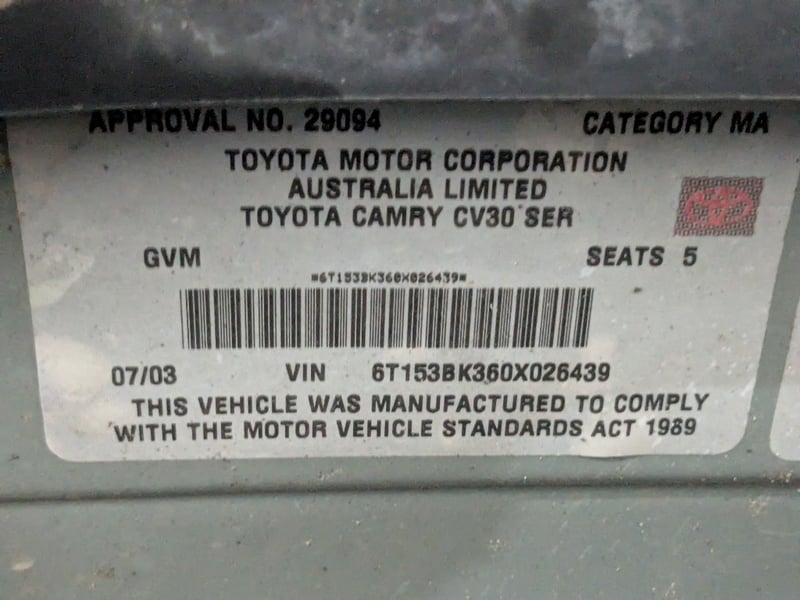 APPROVAL NO. 29094 CATEGORY MA
TOYOTA MOTOR CORPORATION
AUSTRALIA LIMITED
TOYOTA CAMRY CV30 SER
GVM SEATS 5
*6T153BK360X026439*
07/03 VIN 6T153BK360X026439
THIS VEHICLE WAS MANUFACTURED TO COMPLY
WITH THE MOTOR VEHICLE STANDARDS ACT 1989